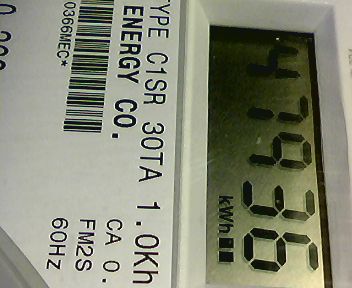 47936
kWh
TYPE C1SR 30TA 1.0Kh
ENERGY CO. CA 0.
FM2S
0366MEC* 60HZ